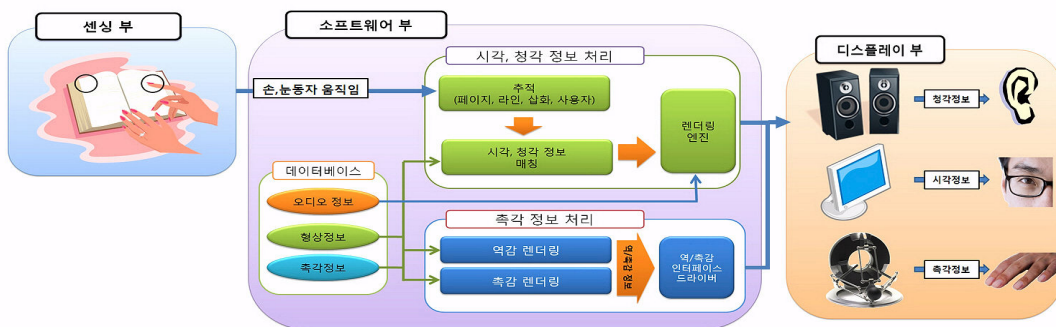 센싱 부
소프트웨어 부
디스플레이 부
손,눈동자 움직임
시각, 청각 정보 처리
추적
(페이지, 라인, 삽화, 사용자)
시각, 청각 정보
매칭
렌더링
엔진
데이터베이스
오디오 정보
형상정보
촉각정보
촉각 정보 처리
역감 렌더링
촉감 렌더링
역/촉감 정보
역/촉감
인터페이스
드라이버
청각정보
시각정보
촉각정보